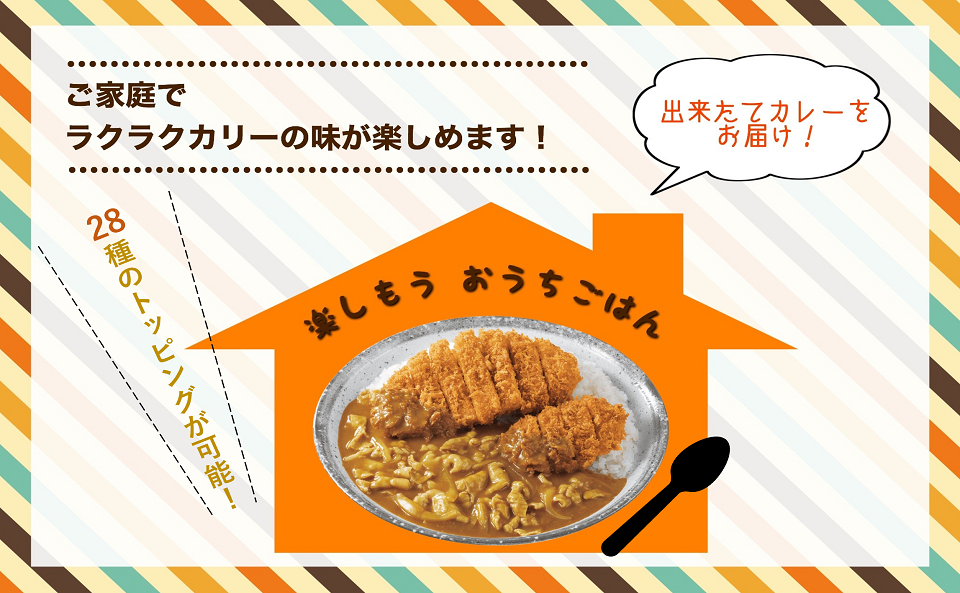 ご家庭で
ラクラクカリーの味が楽しめます！
出来たてカレーを
お届け！
28種のトッピングが可能！
楽しもう おうちごはん